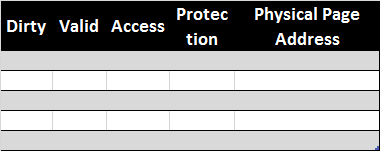 Dirty Valid Access Protec
tion Physical Page
Address